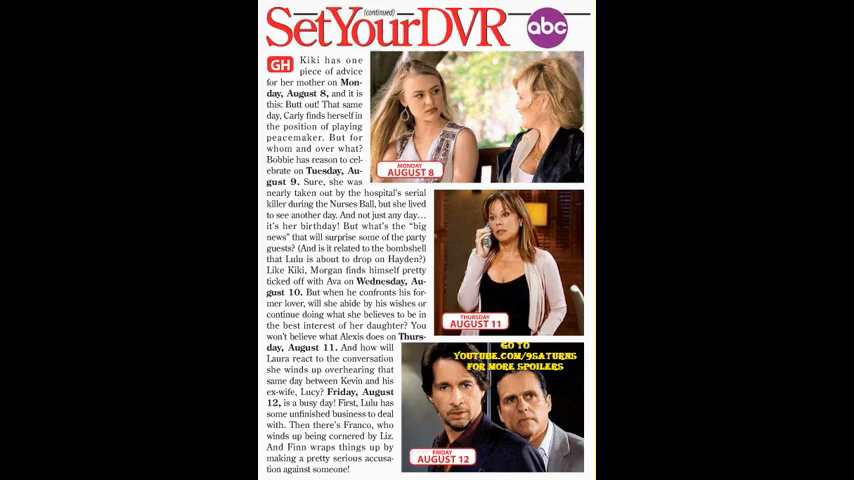 (continued)
SetYourDVR
abc
GH Kiki has one
piece of advice
for her mother on Mon-
day, August 8, and it is
this: Butt out! That same
day, Carly finds herself in
the position of playing
peacemaker. But for
whom and over what?
Bobbie has reason to cel-
ebrate on Tuesday, Au-
gust 9. Sure, she was
nearly taken out by the hospital's serial
killer during the Nurses Ball, but she lived
to see another day. And not just any day…
it's her birthday! But what's the "big
news" that will surprise some of the party
guests? (And is it related to the bombshell
that Lulu is about to drop on Hayden?)
Like Kiki, Morgan finds himself pretty
ticked off with Ava on Wednesday, Au-
gust 10. But when he confronts his for-
mer lover, will she abide by his wishes or
continue doing what she believes to be in
the best interest of her daughter? You
won't believe what Alexis does on Thurs-
day, August 11. And how will
Laura react to the conversation
she winds up overhearing that
same day between Kevin and his
ex-wife, Lucy? Friday, August
12, is a busy day! First, Lulu has
some unfinished business to deal
with. Then there's Franco, who
winds up being cornered by Liz.
And Finn wraps things up by
making a pretty serious accusa-
tion against someone!
MONDAY
AUGUST 8
THURSDAY
AUGUST 11
GO TO
YOUTUBE.COM/9SATURNS
FOR MORE SPOILERS
FRIDAY
AUGUST 12